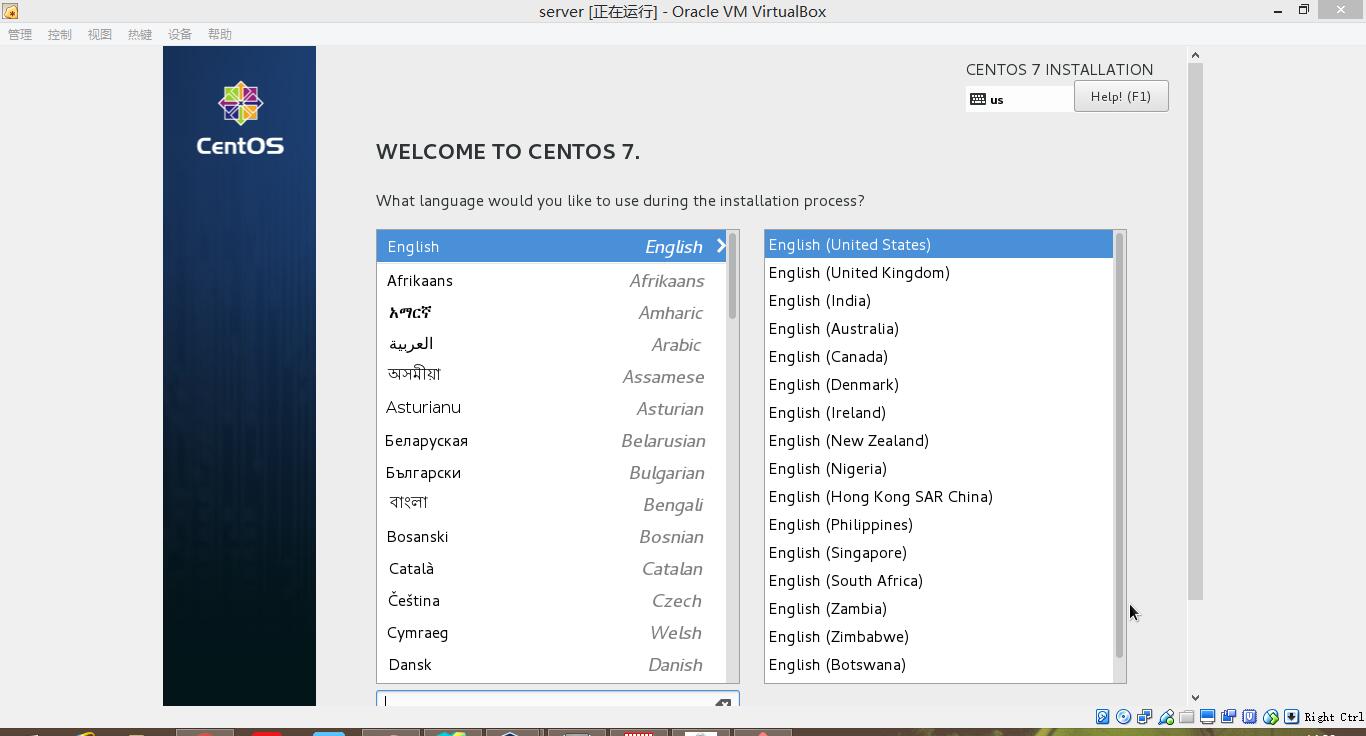 server [正在运行] - Oracle VM VirtualBox
管理 控制 视图 热键 设备 帮助
CentOS
CENTOS 7 INSTALLATION
us
Help! (F1)
WELCOME TO CENTOS 7.
What language would you like to use during the installation process?
English English
Afrikaans Afrikaans
አማርኛ Amharic
العربية Arabic
অসমীয়া Assamese
Asturianu Asturian
Беларуская Belarusian
Български Bulgarian
বাংলা Bengali
Bosanski Bosnian
Català Catalan
Čeština Czech
Cymraeg Welsh
Dansk Danish
English (United States)
English (United Kingdom)
English (India)
English (Australia)
English (Canada)
English (Denmark)
English (Ireland)
English (New Zealand)
English (Nigeria)
English (Hong Kong SAR China)
English (Philippines)
English (Singapore)
English (South Africa)
English (Zambia)
English (Zimbabwe)
English (Botswana)
Right Ctrl